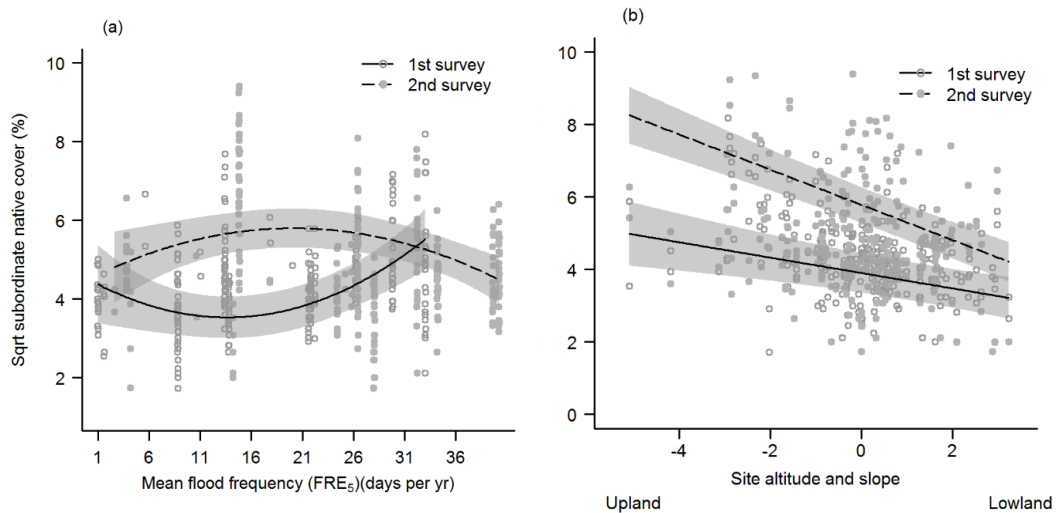 (a)
Sqrt subordinate native cover (%)
10
8
6
4
2
1st survey
2nd survey
1 6 11 16 21 26 31 36
Mean flood frequency (FRE₅)(days per yr)
(b)
10
8
6
4
2
0
1st survey
2nd survey
-4 -2 0 2
Site altitude and slope
Upland Lowland